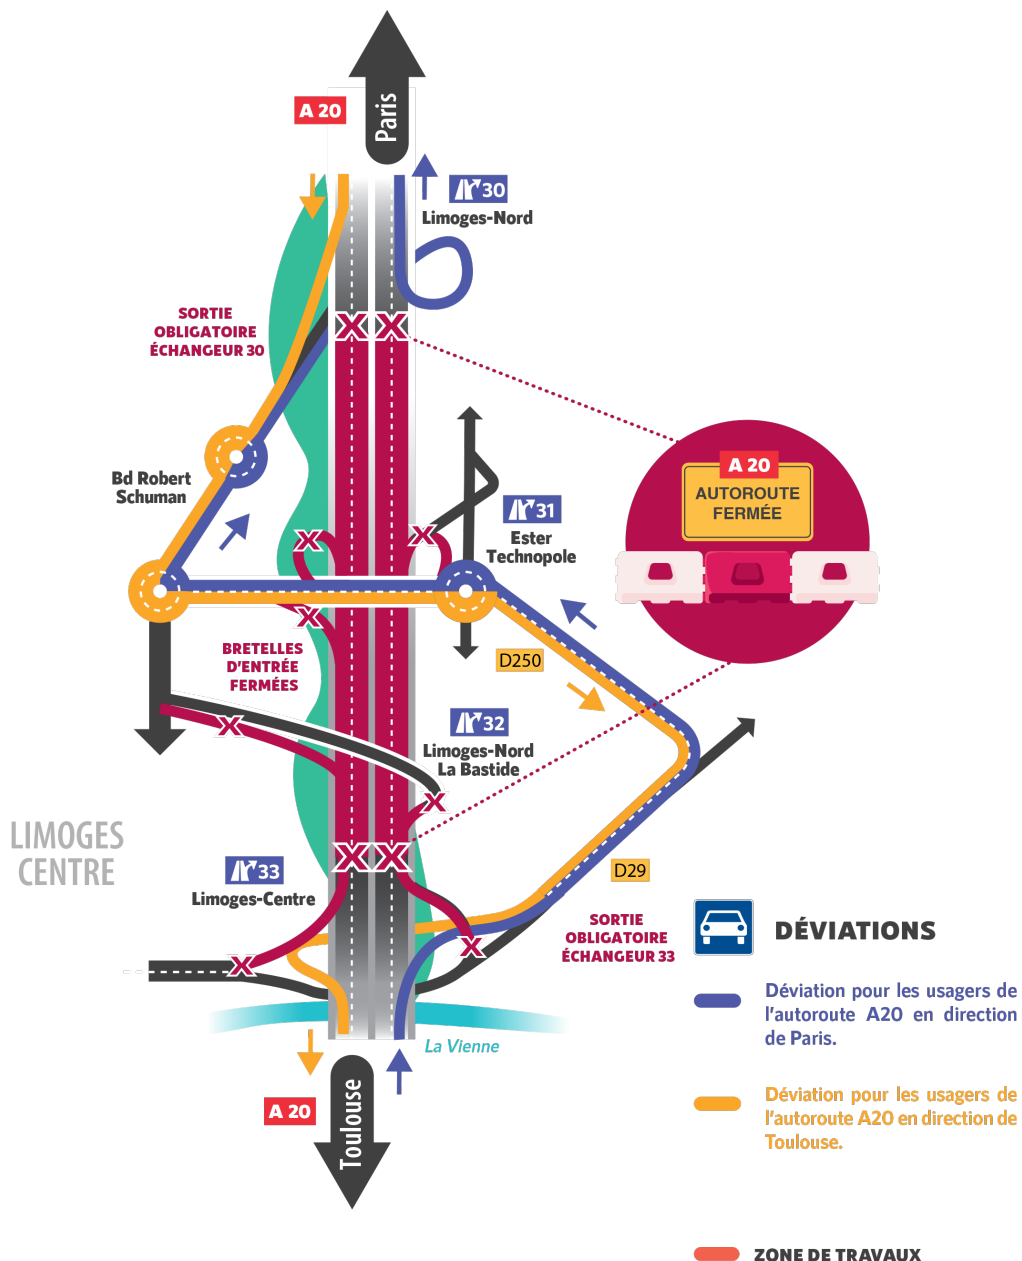 Paris
A 20
30
Limoges-Nord
SORTIE
OBLIGATOIRE
ÉCHANGEUR 30
A 20
AUTOROUTE
FERMÉE
Bd Robert
Schuman
31
Ester
Technopole
BRETELLES
D'ENTRÉE
FERMÉES
D250
32
Limoges-Nord
La Bastide
LIMOGES
CENTRE
33
Limoges-Centre
D29
SORTIE
OBLIGATOIRE
ÉCHANGEUR 33
DÉVIATIONS
Déviation pour les usagers de
l'autoroute A20 en direction
de Paris.
La Vienne
A 20
Toulouse
Déviation pour les usagers de
l'autoroute A20 en direction de
Toulouse.
ZONE DE TRAVAUX